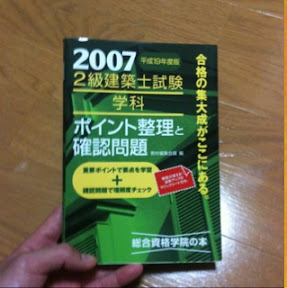 2007 平成19年度版
2級建築士試験
学科
ポイント整理と
確認問題
合格の集大成がここにある。
重要ポイントで要点を学習
+
確認問題で理解度チェック
総合資格学院の本